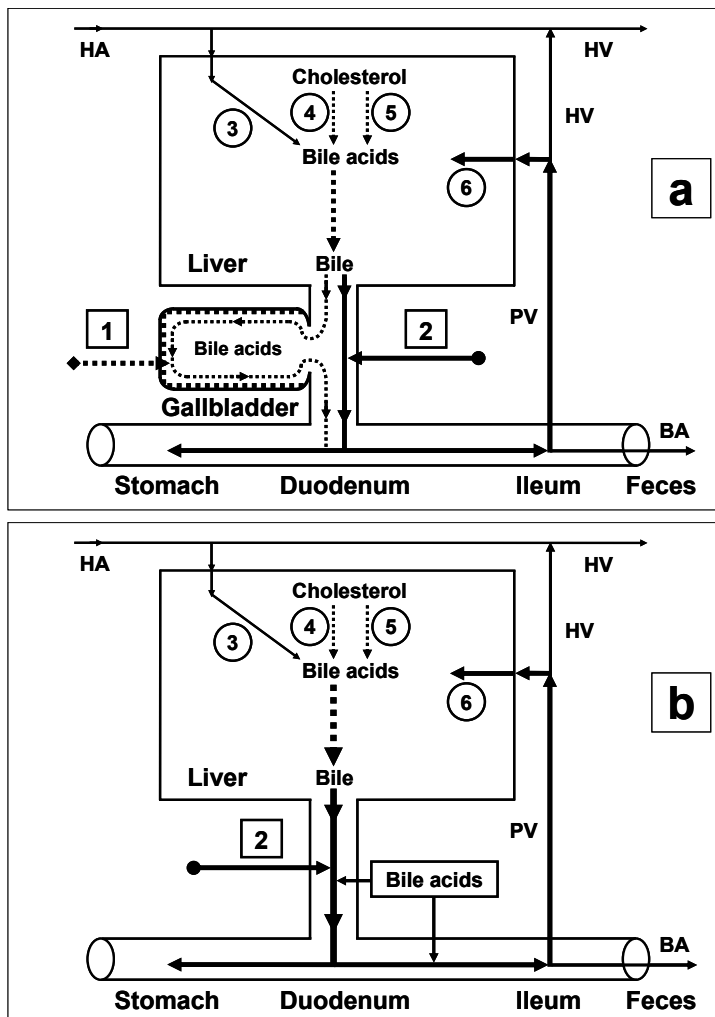 HA HV
Cholesterol
HV
3 4 5
Bile acids
6
a
Liver Bile
PV
1 2
Bile acids
Gallbladder
BA
Stomach Duodenum Ileum Feces
HA HV
Cholesterol
HV
3 4 5
Bile acids
6
b
Liver Bile
PV
2
Bile acids
BA
Stomach Duodenum Ileum Feces